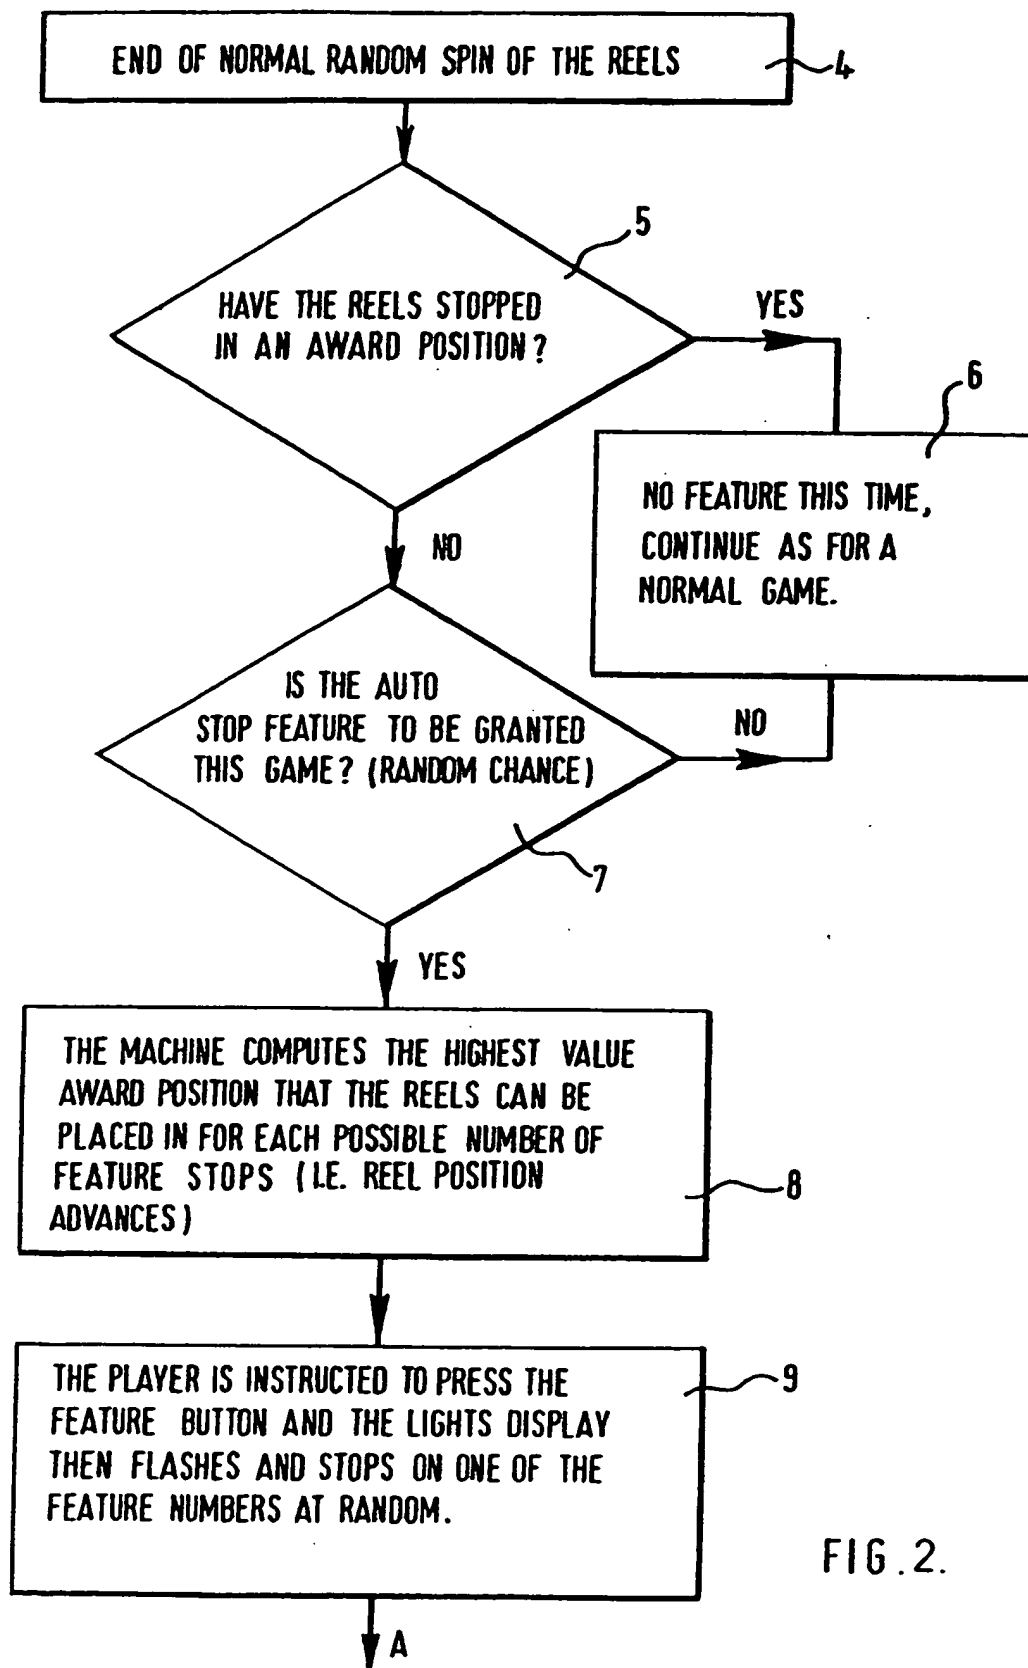 END OF NORMAL RANDOM SPIN OF THE REELS
4
5
HAVE THE REELS STOPPED
IN AN AWARD POSITION?
YES
6
NO FEATURE THIS TIME,
CONTINUE AS FOR A
NORMAL GAME.
NO
IS THE AUTO
STOP FEATURE TO BE GRANTED
THIS GAME? (RANDOM CHANCE)
NO
7
YES
THE MACHINE COMPUTES THE HIGHEST VALUE
AWARD POSITION THAT THE REELS CAN BE
PLACED IN FOR EACH POSSIBLE NUMBER OF
FEATURE STOPS (I.E. REEL POSITION
ADVANCES)
8
THE PLAYER IS INSTRUCTED TO PRESS THE
FEATURE BUTTON AND THE LIGHTS DISPLAY
THEN FLASHES AND STOPS ON ONE OF THE
FEATURE NUMBERS AT RANDOM.
9
FIG.2.
A